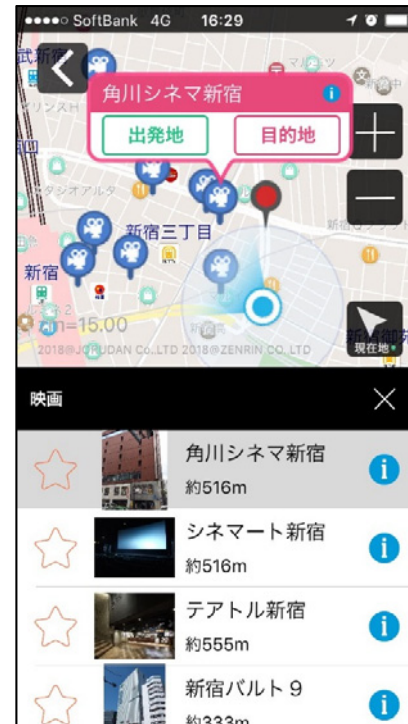 SoftBank 4G 16:29
角川シネマ新宿
出発地 目的地
新宿三丁目
新宿
m=15.00
2018@JORUDAN Co.,LTD 2018@ZENRIN CO., LTD
現在地
映画
角川シネマ新宿
約516m
シネマート新宿
約516m
テアトル新宿
約555m
新宿バルト9
約333m